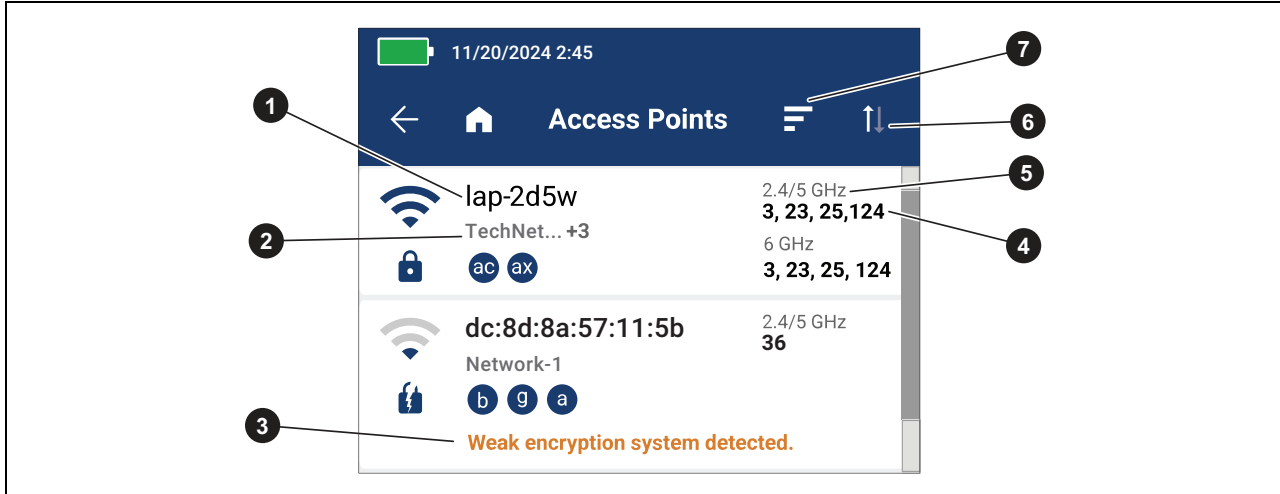 11/20/2024 2:45
7
1
Access Points
6
5
lap-2d5w
2.4/5 GHz
3, 23, 25,124
2
TechNet... +3
6 GHz
4
ac ax
3, 23, 25, 124
dc:8d:8a:57:11:5b
2.4/5 GHz
36
Network-1
b g a
3
Weak encryption system detected.